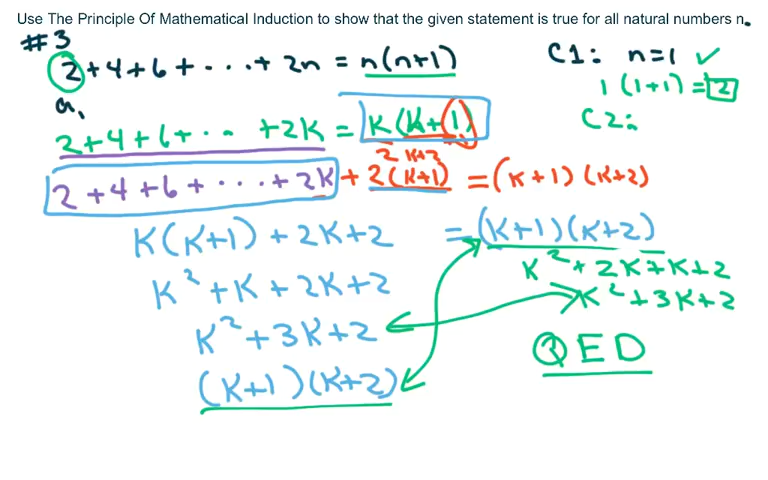 Use The Principle Of Mathematical Induction to show that the given statement is true for all natural numbers n.
#3
2+4+6+...+ 2n = n(n+1)
a₁
C1: n=1 ✓
1 (1+1) = 2
C2:
2+4+6+... +2K = K(K+1)
2K+2
2+4+6+...+2K + 2(K+1) = (K+1)(K+2)
K(K+1) + 2K+2 = (K+1)(K+2)
K²+2K+K+2
K²+K+2K+2
K²+3K+2
K²+3K+2
QED
(K+1)(K+2)